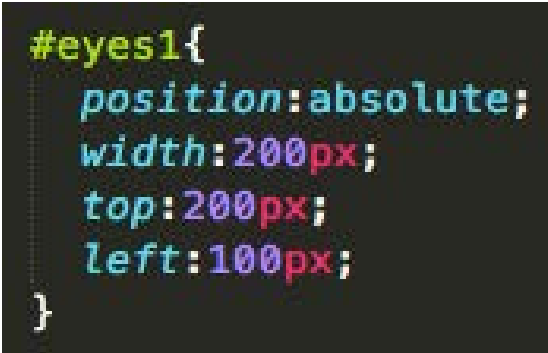 #eyes1{
position:absolute;
width:200px;
top:200px;
left:100px;
}